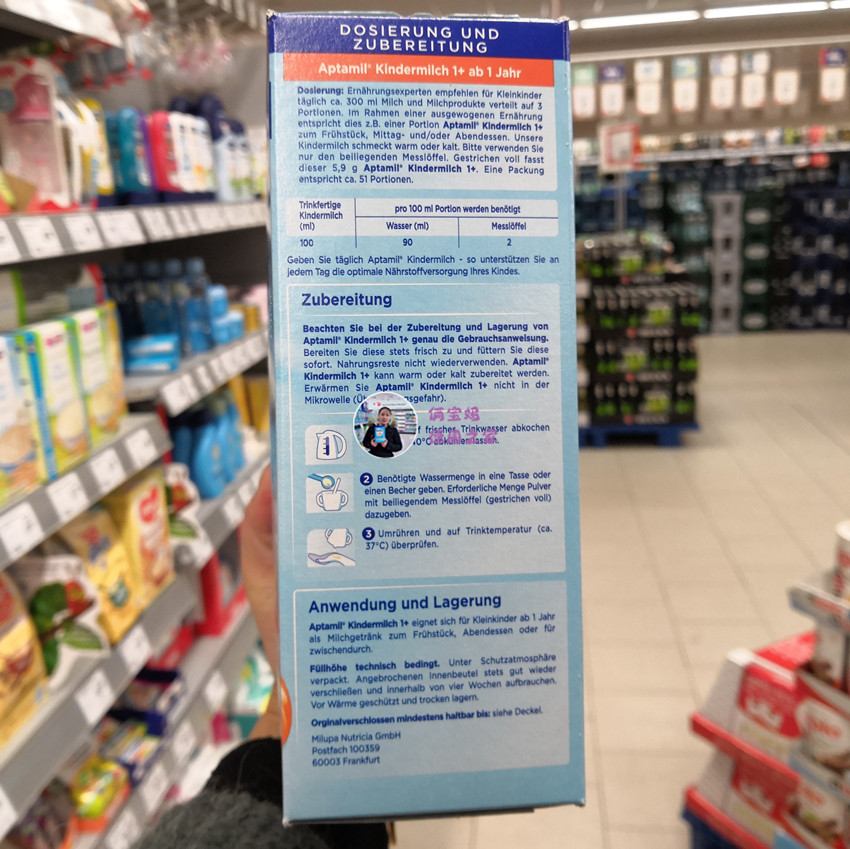 DOSIERUNG UND
ZUBEREITUNG
Aptamil® Kindermilch 1+ ab 1 Jahr
Dosierung: Ernährungsexperten empfehlen für Kleinkinder
täglich ca. 300 ml Milch und Milchprodukte verteilt auf 3
Portionen. Im Rahmen einer ausgewogenen Ernährung
entspricht dies z.B. einer Portion Aptamil® Kindermilch 1+
zum Frühstück, Mittag- und/oder Abendessen. Unsere
Kindermilch schmeckt warm oder kalt. Bitte verwenden Sie
nur den beiliegenden Messlöffel. Gestrichen voll fasst
dieser 5,9 g Aptamil® Kindermilch 1+. Eine Packung
entspricht ca. 51 Portionen.
Trinkfertige
Kindermilch
(ml)
pro 100 ml Portion werden benötigt
Wasser (ml) Messlöffel
100 90 2
Geben Sie täglich Aptamil® Kindermilch - so unterstützen Sie an
jedem Tag die optimale Nährstoffversorgung Ihres Kindes.
Zubereitung
Beachten Sie bei der Zubereitung und Lagerung von
Aptamil® Kindermilch 1+ genau die Gebrauchsanweisung.
Bereiten Sie diese stets frisch zu und füttern Sie diese
sofort. Nahrungsreste nicht wiederverwenden. Aptamil®
Kindermilch 1+ kann warm oder kalt zubereitet werden.
Erwärmen Sie Aptamil® Kindermilch 1+ nicht in der
Mikrowelle
俩宝妈
frisches Trinkwasser abkochen
abkühlen lassen.
2 Benötigte Wassermenge in eine Tasse oder
einen Becher geben. Erforderliche Menge Pulver
mit beiliegendem Messlöffel (gestrichen voll)
dazugeben.
3 Umrühren und auf Trinktemperatur (ca.
37°C) überprüfen.
Anwendung und Lagerung
Aptamil® Kindermilch 1+ eignet sich für Kleinkinder ab 1 Jahr
als Milchgetränk zum Frühstück, Abendessen oder für
zwischendurch.
Füllhöhe technisch bedingt. Unter Schutzatmosphäre
verpackt. Angebrochenen Innenbeutel stets gut wieder
verschließen und innerhalb von vier Wochen aufbrauchen.
Vor Wärme geschützt und trocken lagern.
Orginalverschlossen mindestens haltbar bis: siehe Deckel.
Milupa Nutricia GmbH
Postfach 100359
60003 Frankfurt